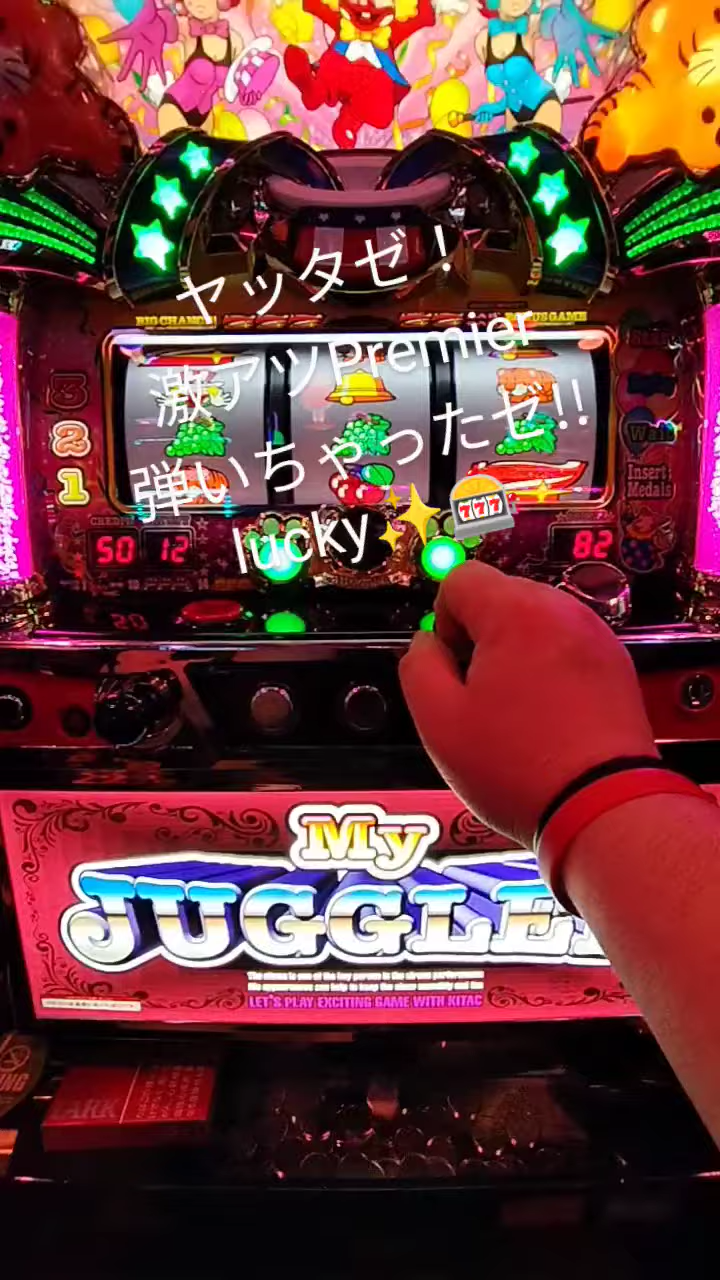 ヤッタゼ！
激アツPremier
弾いちゃったゼ!!
lucky✨🎰
BIG CHANCE
3
2
1
Insert
Medals
50 12
82
My
JUGGLE
LET'S PLAY EXCITING GAME WITH KITAC